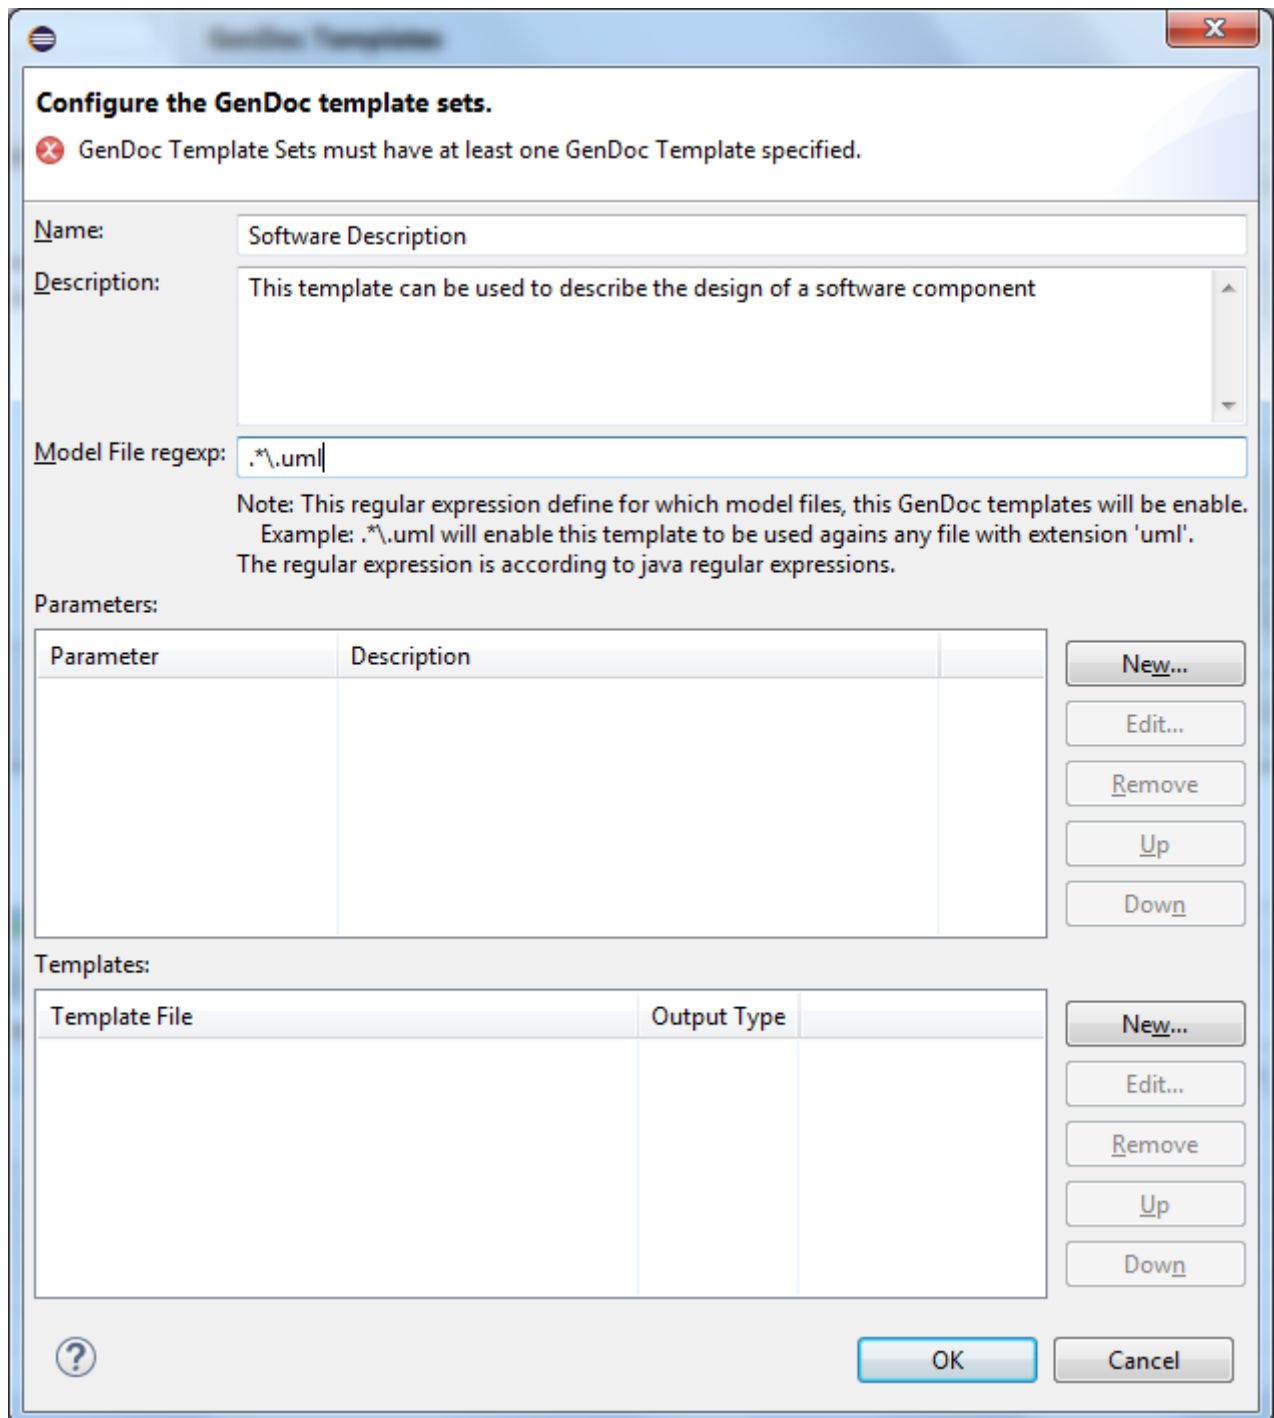 GenDoc Templates
Configure the GenDoc template sets.
GenDoc Template Sets must have at least one GenDoc Template specified.
Name:
Software Description
Description:
This template can be used to describe the design of a software component
Model File regexp:
.*\.uml
Note: This regular expression define for which model files, this GenDoc templates will be enable.
Example: .*\.uml will enable this template to be used agains any file with extension 'uml'.
The regular expression is according to java regular expressions.
Parameters:
Parameter Description
New...
Edit...
Remove
Up
Down
Templates:
Template File Output Type
New...
Edit...
Remove
Up
Down
?
OK Cancel